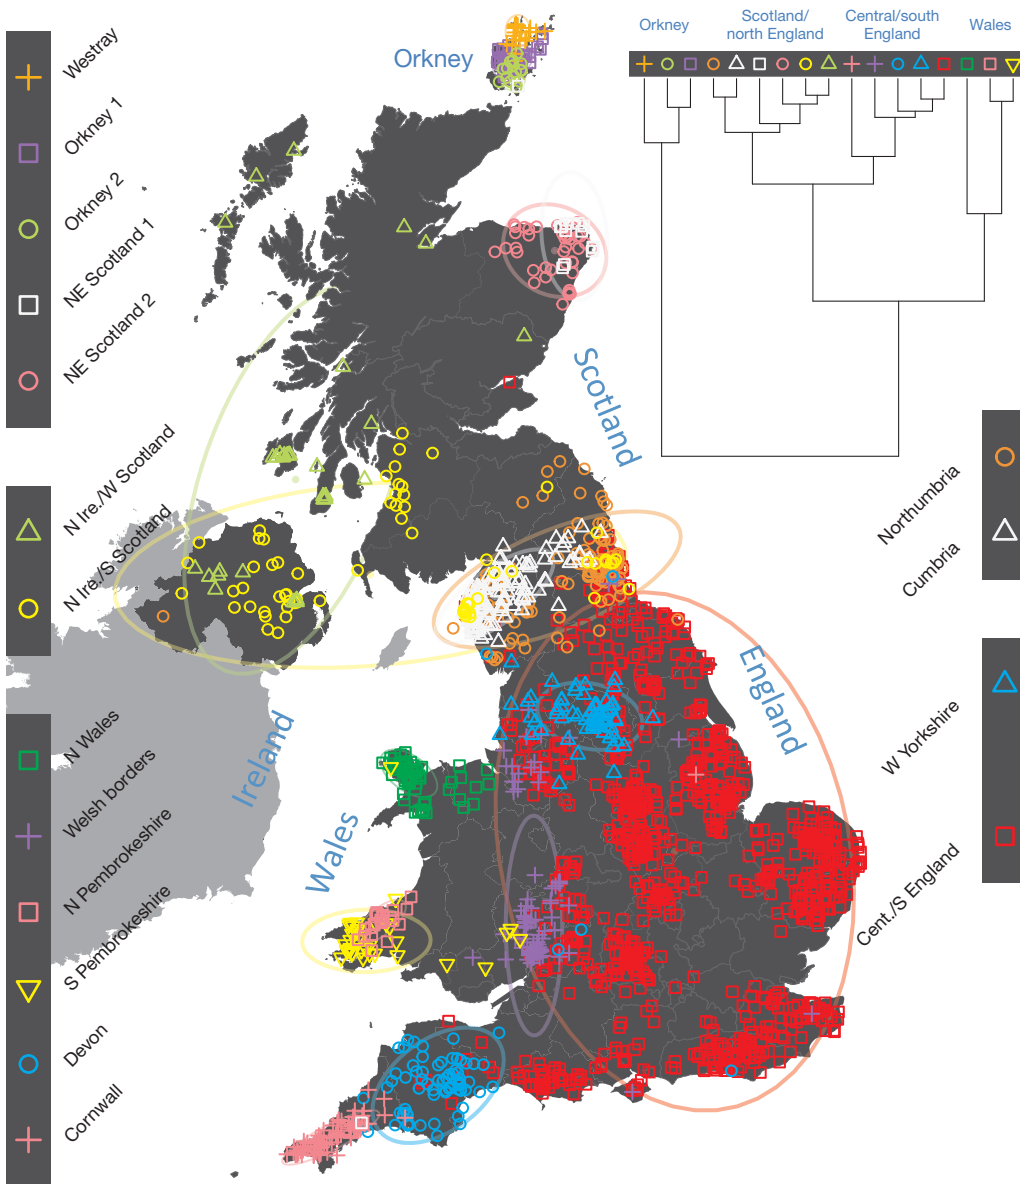 Orkney
Scotland/
north England
Central/south
England
Wales
Orkney
Westray
Orkney 1
Orkney 2
NE Scotland 1
NE Scotland 2
N Ire./W Scotland
N Ire./S Scotland
N Wales
Welsh borders
N Pembrokeshire
S Pembrokeshire
Devon
Cornwall
Scotland
England
Ireland
Wales
Northumbria
Cumbria
W Yorkshire
Cent./S England